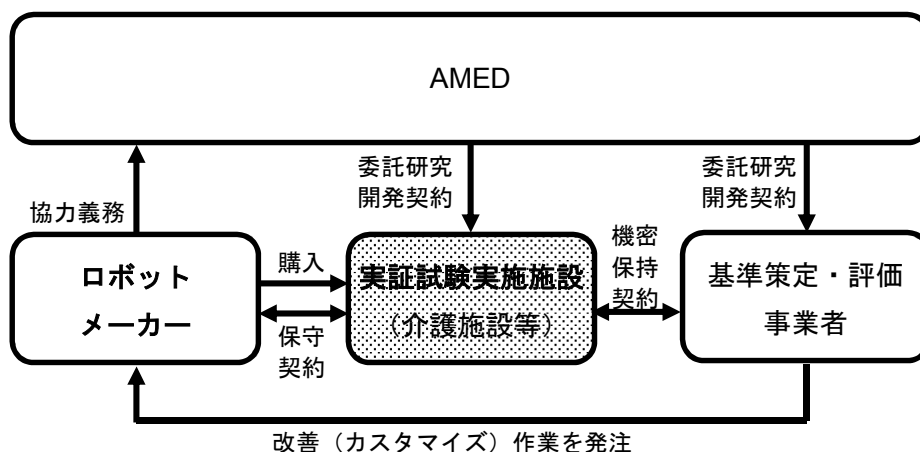 AMED
協力義務
委託研究
開発契約
委託研究
開発契約
ロボット
メーカー
購入
保守
契約
実証試験実施施設
（介護施設等）
機密
保持
契約
基準策定・評価
事業者
改善（カスタマイズ）作業を発注